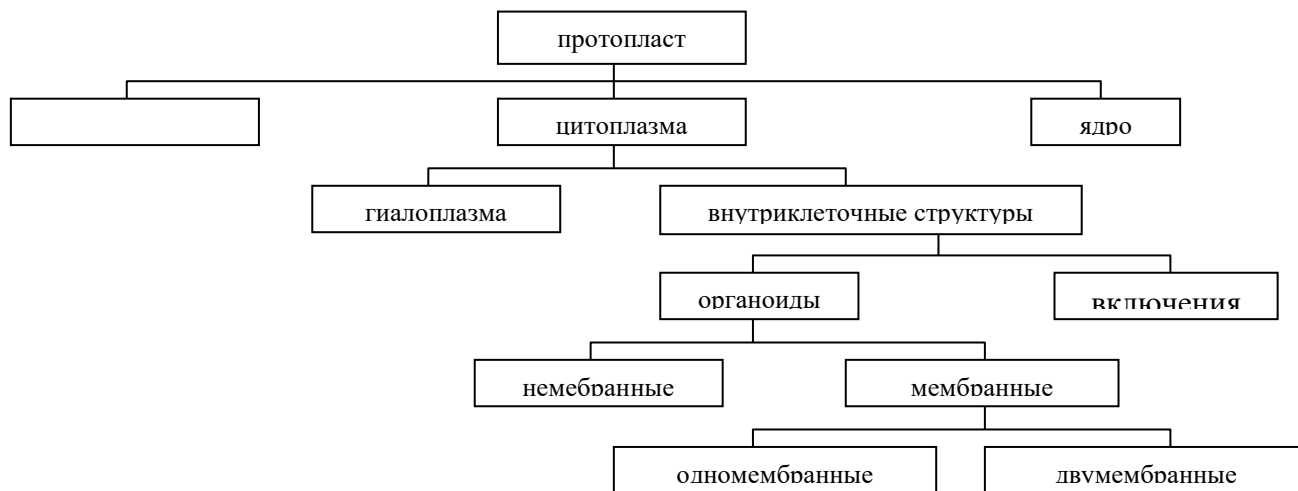 протопласт
цитоплазма
ядро
гиалоплазма
внутриклеточные структуры
органоиды
включения
немебранные
мембранные
одномембранные
двумембранные